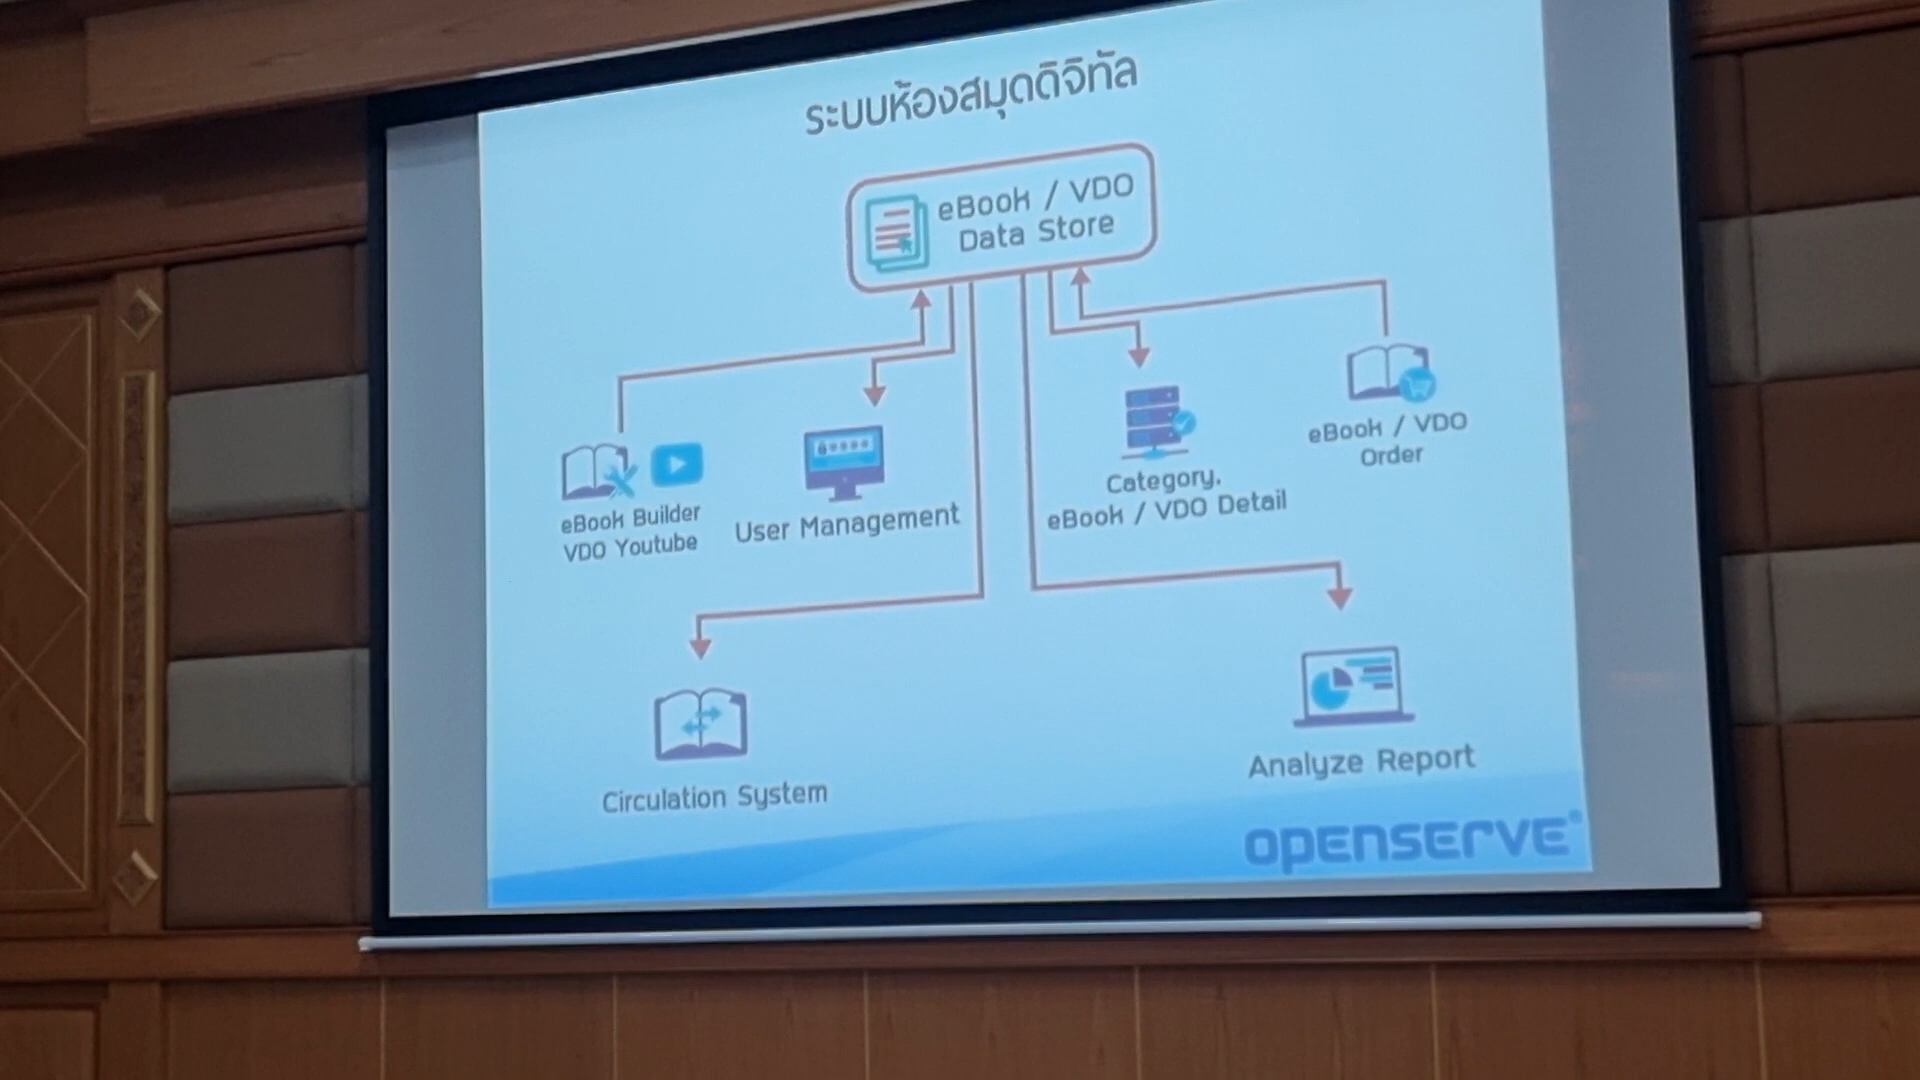 ระบบห้องสมุดดิจิทัล
eBook / VDO
Data Store
eBook Builder
VDO Youtube
User Management
Category,
eBook / VDO Detail
eBook / VDO
Order
Circulation System
Analyze Report
OPENSERVE